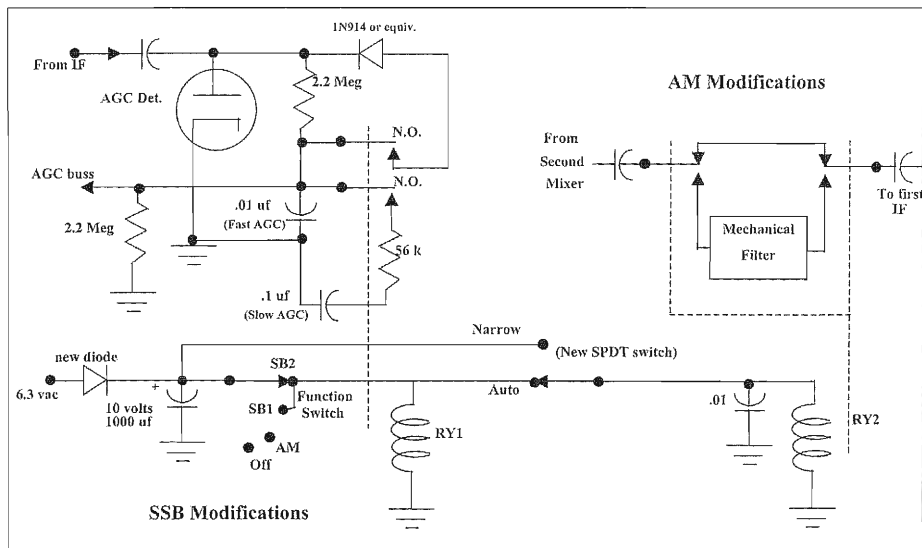 1N914 or equiv.
From IF
2.2 Meg
AGC Det.
AM Modifications
N.O.
From
Second
Mixer
AGC buss
N.O.
To first
IF
.01 uf
(Fast AGC)
2.2 Meg
56 k
Mechanical
Filter
.1 uf
(Slow AGC)
Narrow
(New SPDT switch)
new diode
SB2
6.3 vac
+
Function
Switch
Auto
10 volts
1000 uf
SB1
.01
RY1
RY2
AM
Off
SSB Modifications